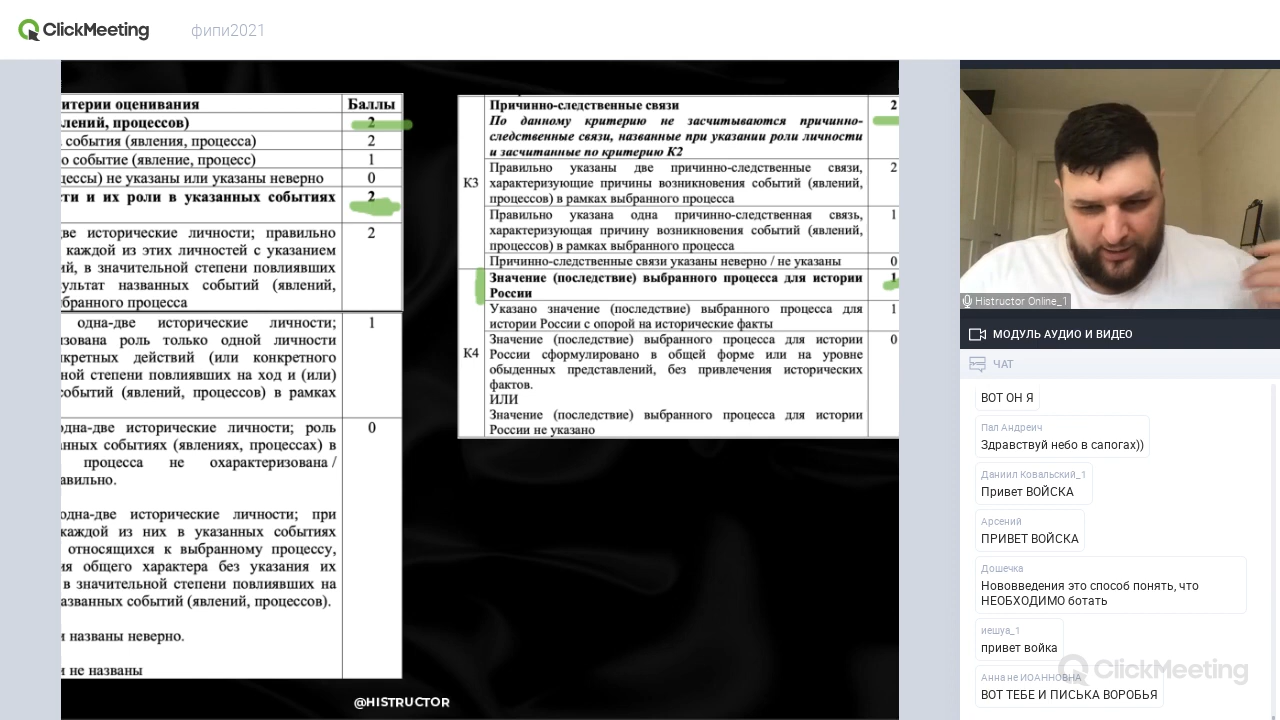 ClickMeeting
фипи2021
итерии оценивания
Баллы
лений, процессов)
2
события (явления, процесса)
2
о событие (явление, процесс)
1
цессы) не указаны или указаны неверно
0
ти и их роли в указанных событиях
2
ве исторические личности; правильно
2
каждой из этих личностей с указанием
ий, в значительной степени повлиявших
ультат названных событий (явлений,
ыбранного процесса
одна-две исторические личности;
1
изована роль только одной личности
нкретных действий (или конкретного
ной степени повлиявших на ход и (или)
событий (явлений, процессов) в рамках
одна-две исторические личности; роль
0
анных событиях (явлениях, процессах) в
процесса не охарактеризована /
авильно.
одна-две исторические личности; при
каждой из них в указанных событиях
относящихся к выбранному процессу,
ия общего характера без указания их
в значительной степени повлиявших на
азванных событий (явлений, процессов).
и названы неверно.
и не названы
Причинно-следственные связи
2
По данному критерию не засчитываются причинно-
следственные связи, названные при указании роли личности
и засчитанные по критерию К2
К3
Правильно указаны две причинно-следственные связи,
2
характеризующие причины возникновения событий (явлений,
процессов) в рамках выбранного процесса
Правильно указана одна причинно-следственная связь,
1
характеризующая причину возникновения событий (явлений,
процессов) в рамках выбранного процесса
Причинно-следственные связи указаны неверно / не указаны
0
Значение (последствие) выбранного процесса для истории
1
России
Указано значение (последствие) выбранного процесса для
1
истории России с опорой на исторические факты
К4
Значение (последствие) выбранного процесса для истории
0
России сформулировано в общей форме или на уровне
обыденных представлений, без привлечения исторических
фактов.
ИЛИ
Значение (последствие) выбранного процесса для истории
России не указано
@HISTRUCTOR
Histructor Online_1
МОДУЛЬ АУДИО И ВИДЕО
ЧАТ
ВОТ ОН Я
Пал Андреич
Здравствуй небо в сапогах))
Даниил Ковальский_1
Привет ВОЙСКА
Арсений
ПРИВЕТ ВОЙСКА
Дошечка
Нововведения это способ понять, что
НЕОБХОДИМО ботать
иешуа_1
привет войка
Анна не ИОАННОВНА
ВОТ ТЕБЕ И ПИСЬКА ВОРОБЬЯ
ClickMeeting